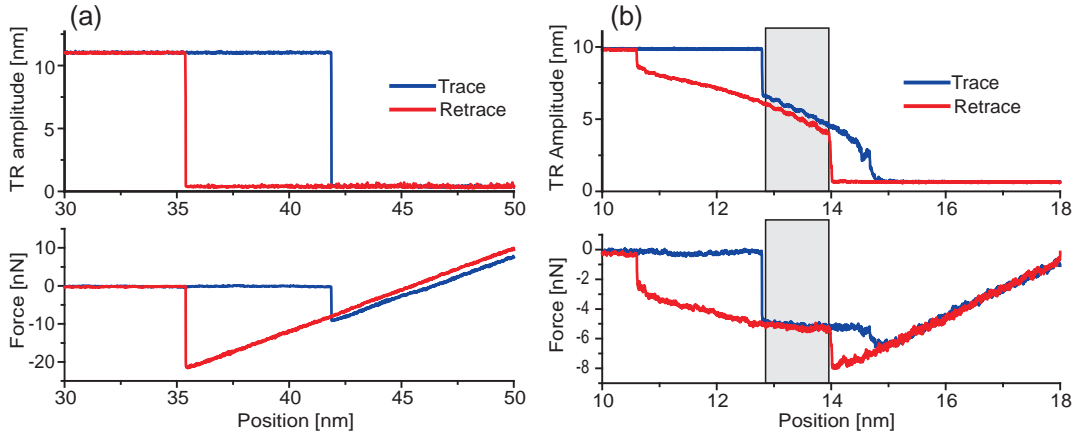 (a)
TR amplitude [nm]
10
5
0
30 35 40 45 50
Trace
Retrace
Force [nN]
10
0
-10
-20
30 35 40 45 50
Position [nm]
(b)
TR Amplitude [nm]
10
5
0
10 12 14 16 18
Trace
Retrace
Force [nN]
0
-2
-4
-6
-8
10 12 14 16 18
Position [nm]